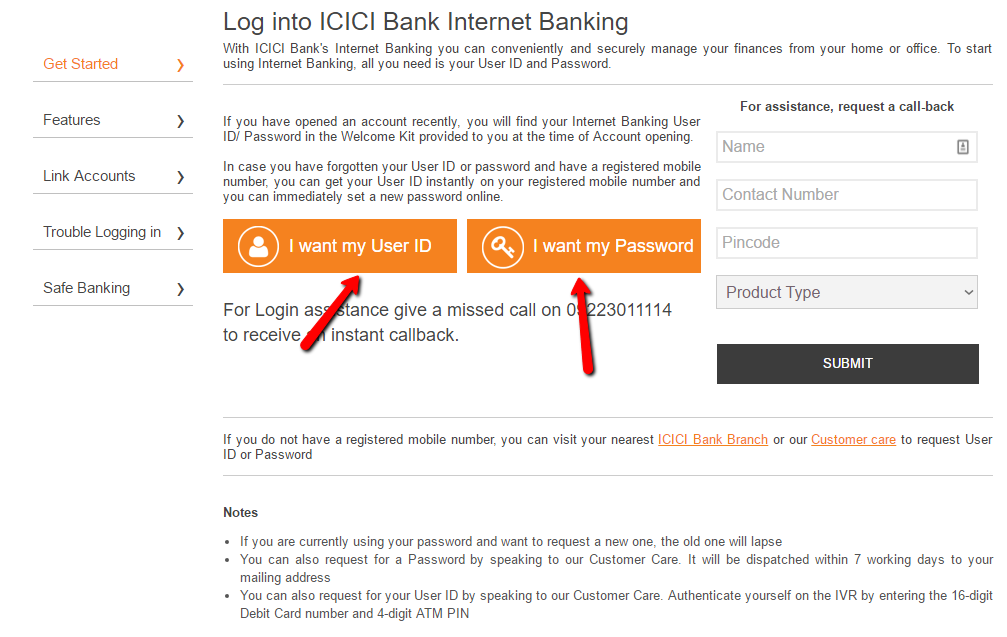 Log into ICICI Bank Internet Banking
With ICICI Bank's Internet Banking you can conveniently and securely manage your finances from your home or office. To start
using Internet Banking, all you need is your User ID and Password.
Get Started
Features
Link Accounts
Trouble Logging in
Safe Banking
If you have opened an account recently, you will find your Internet Banking User
ID/ Password in the Welcome Kit provided to you at the time of Account opening.
In case you have forgotten your User ID or password and have a registered mobile
number, you can get your User ID instantly on your registered mobile number and
you can immediately set a new password online.
I want my User ID
I want my Password
For Login assistance give a missed call on 09223011114
to receive an instant callback.
For assistance, request a call-back
Name
Contact Number
Pincode
Product Type
SUBMIT
If you do not have a registered mobile number, you can visit your nearest ICICI Bank Branch or our Customer care to request User
ID or Password
Notes
If you are currently using your password and want to request a new one, the old one will lapse
You can also request for a Password by speaking to our Customer Care. It will be dispatched within 7 working days to your
mailing address
You can also request for your User ID by speaking to our Customer Care. Authenticate yourself on the IVR by entering the 16-digit
Debit Card number and 4-digit ATM PIN